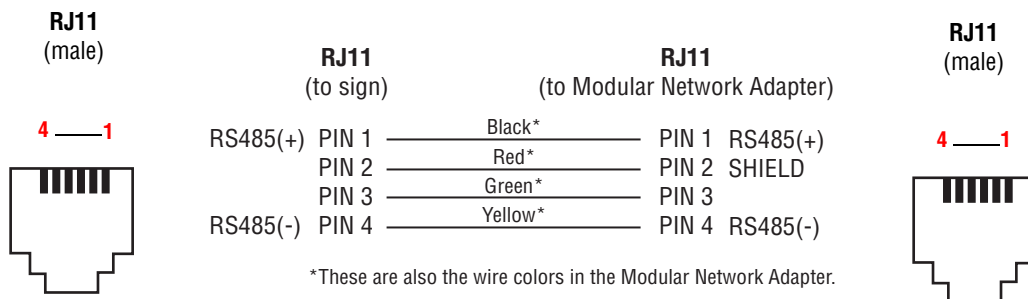 RJ11
(male)
4 1
RJ11
(to sign)
RJ11
(to Modular Network Adapter)
RS485(+) PIN 1 Black* PIN 1 RS485(+)
PIN 2 Red* PIN 2 SHIELD
PIN 3 Green* PIN 3
RS485(-) PIN 4 Yellow* PIN 4 RS485(-)
*These are also the wire colors in the Modular Network Adapter.
RJ11
(male)
4 1